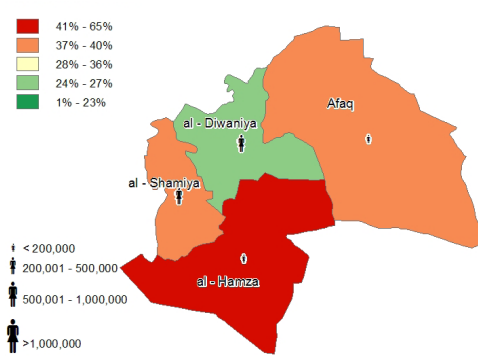 41% - 65%
37% - 40%
28% - 36%
24% - 27%
1% - 23%
Afaq
al - Diwaniya
al - Shamiya
al - Hamza
< 200,000
200,001 - 500,000
500,001 - 1,000,000
>1,000,000